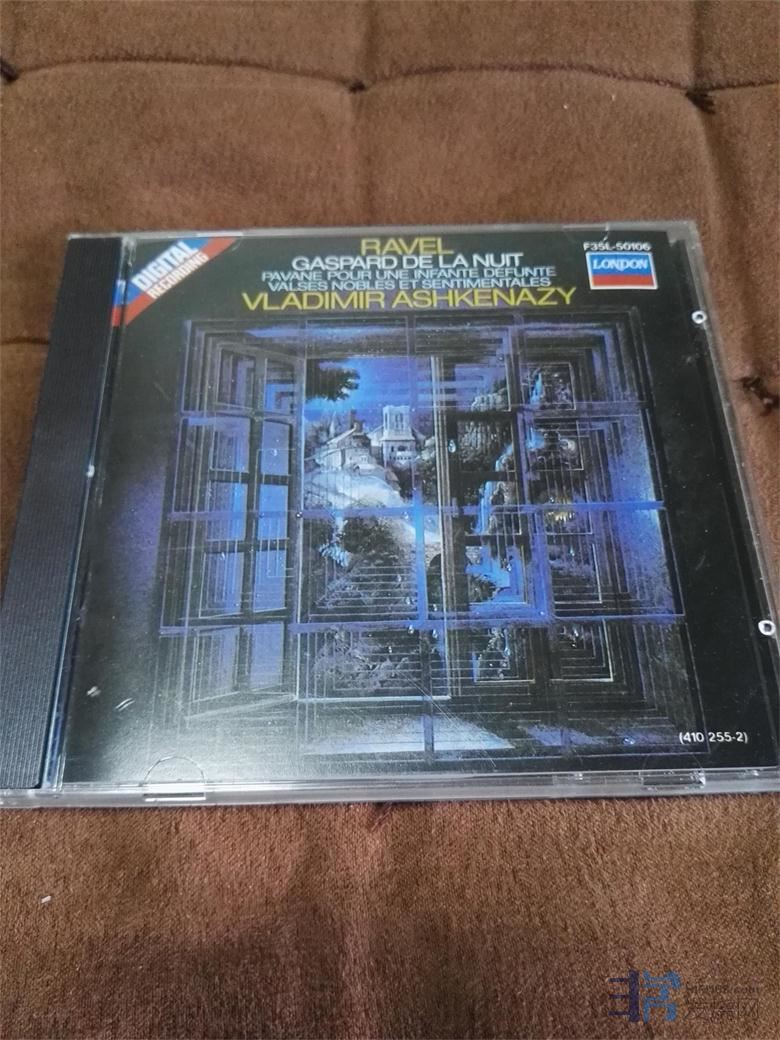 DIGITAL
RECORDING
RAVEL
GASPARD DE LA NUIT
PAVANE POUR UNE INFANTE DÉFUNTE
VALSES NOBLES ET SENTIMENTALES
VLADIMIR ASHKENAZY
F35L-50106
LONDON
(410 255-2)